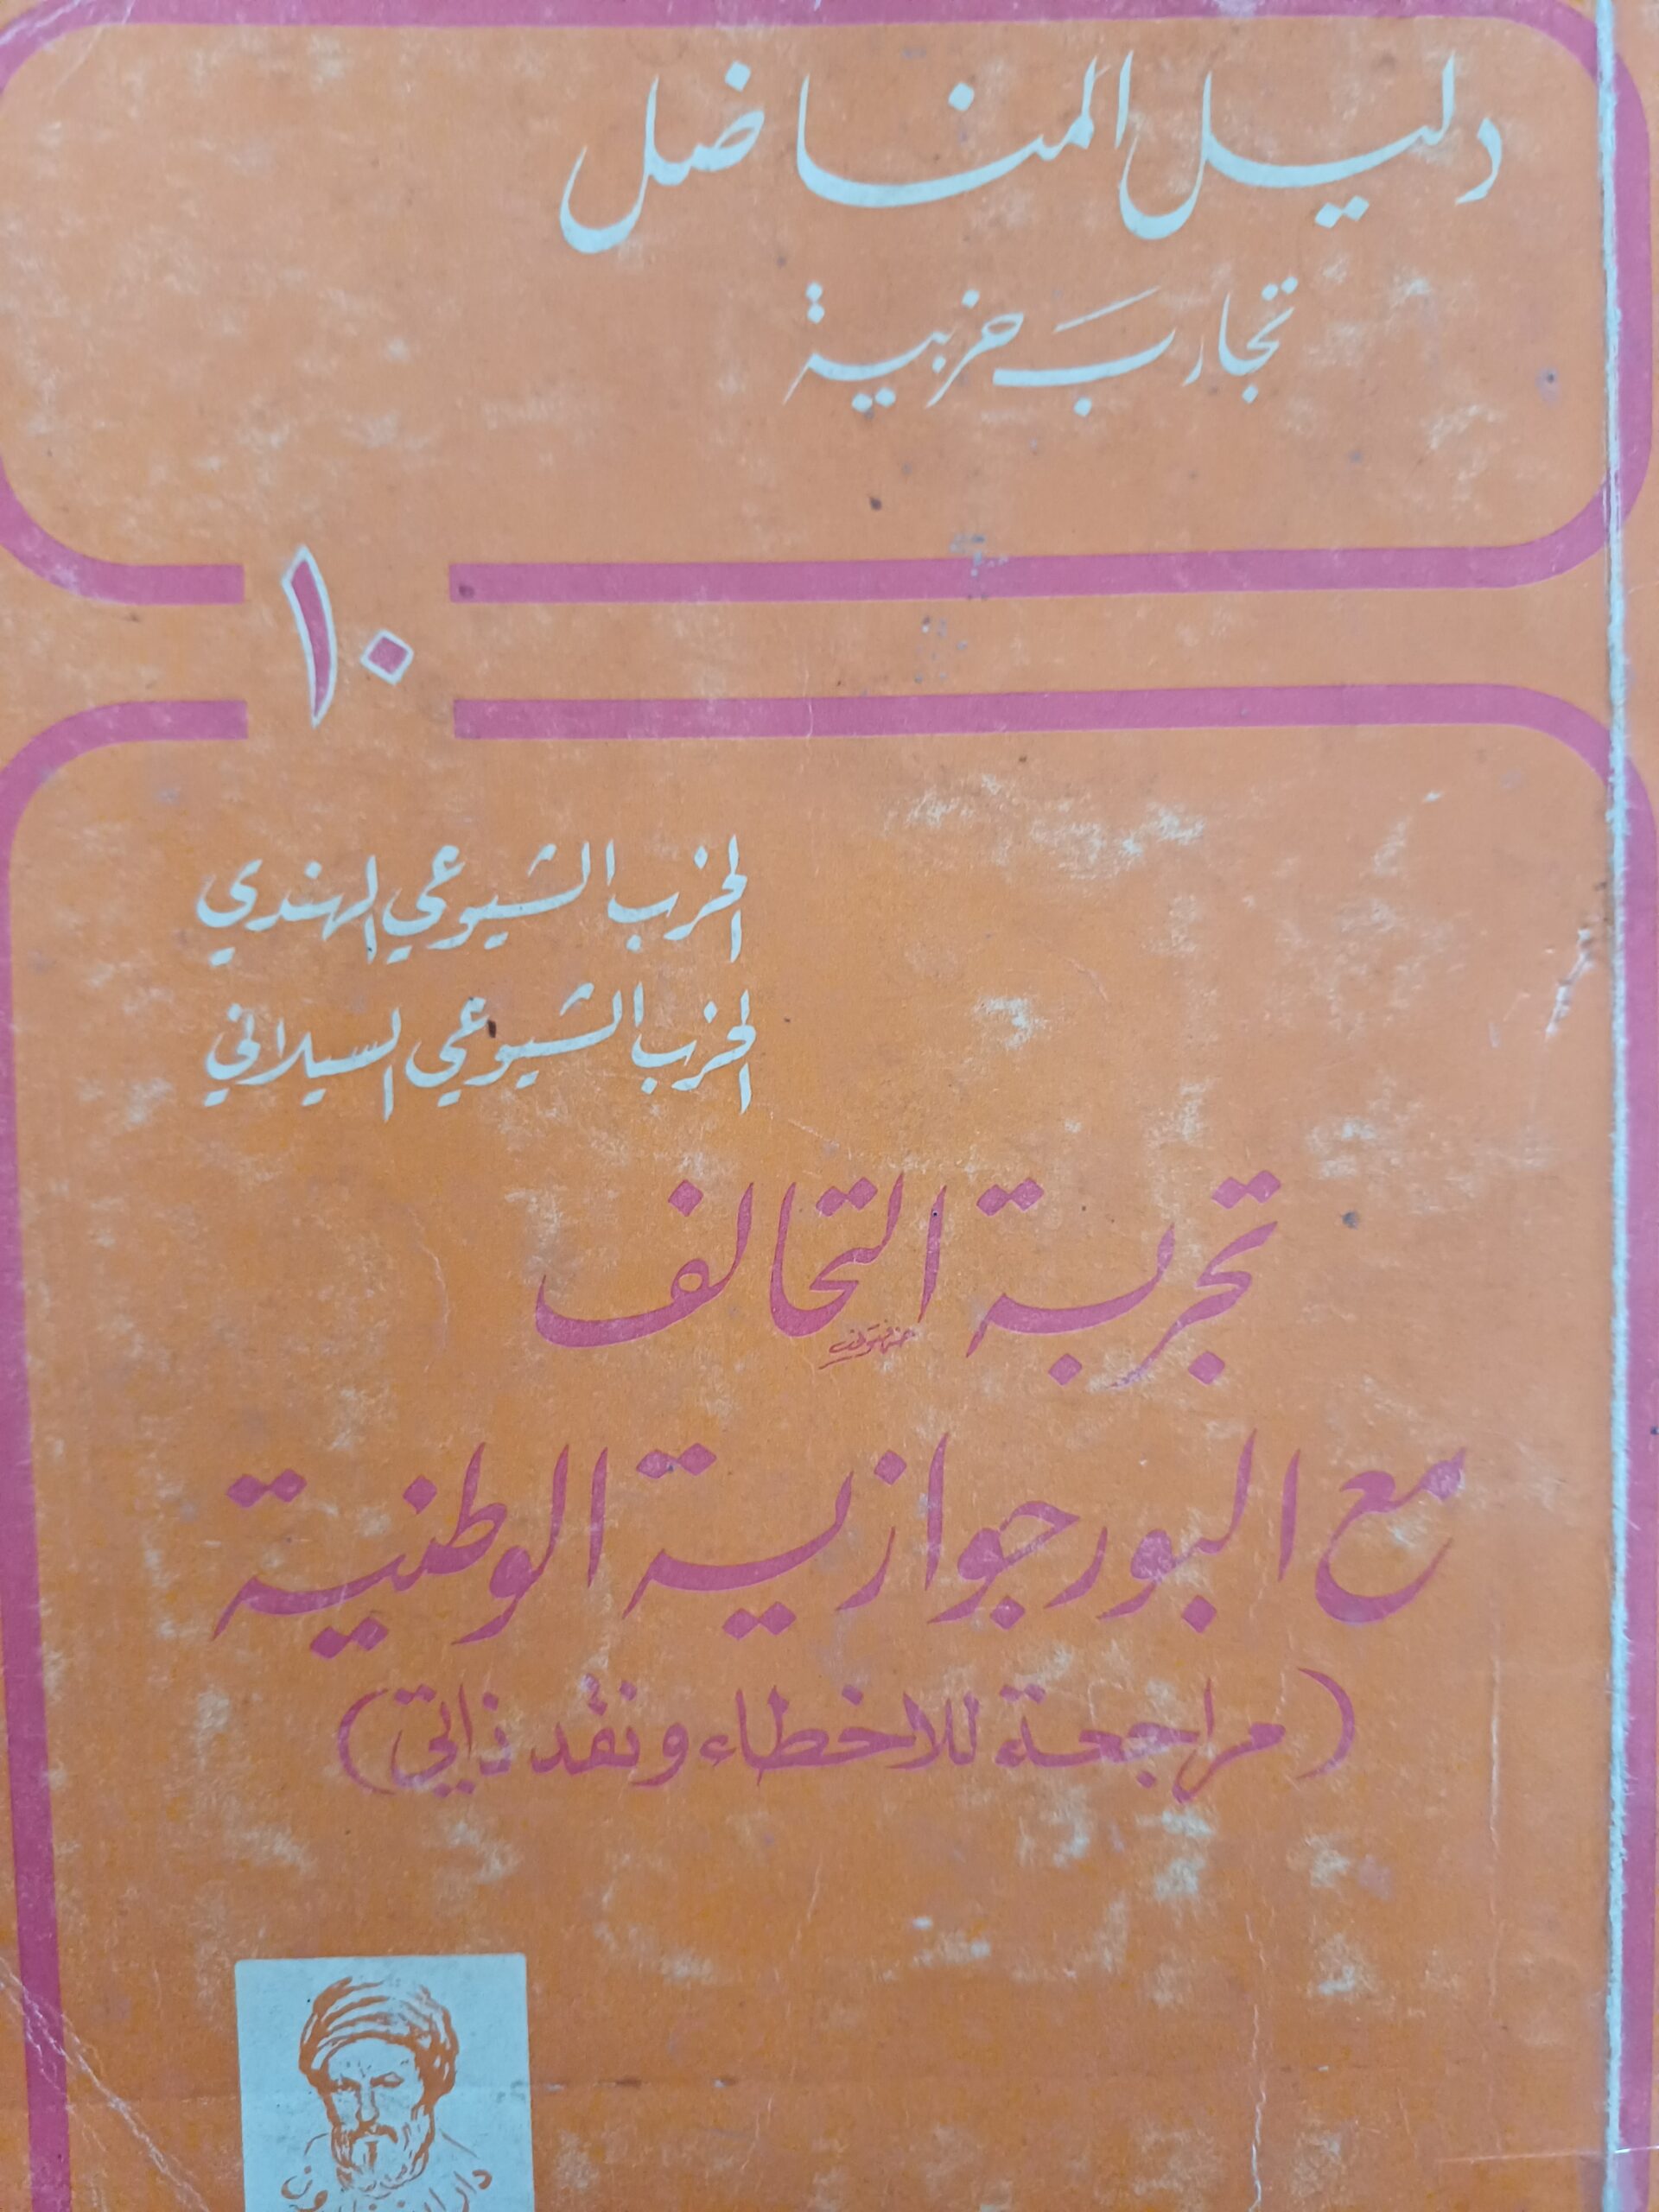 دليل المناضل
تجارب حزبية
١٠
الحزب الشيوعي الهندي
الحزب الشيوعي السيلاني
تجربة التحالف
مع البورجوازية الوطنية
(مراجعة للاخطاء ونقد ذاتي)
دار